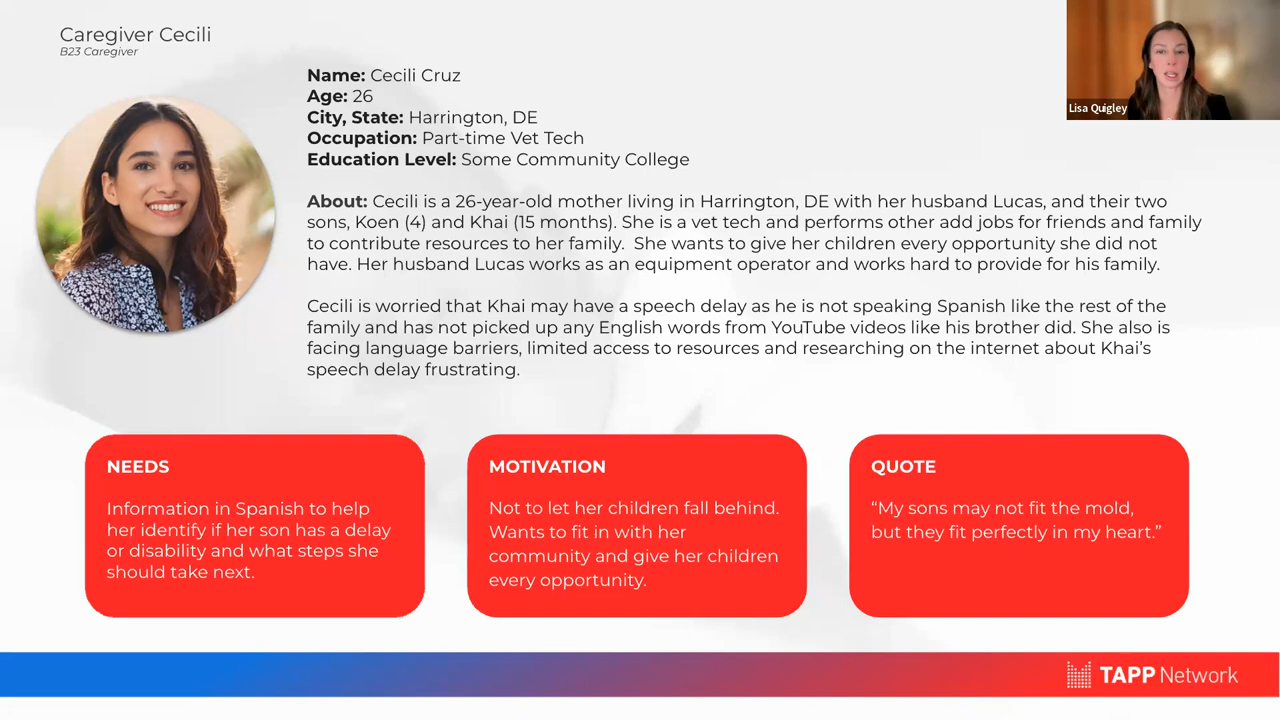 Caregiver Cecili
B23 Caregiver
Lisa Quigley
Name: Cecili Cruz
Age: 26
City, State: Harrington, DE
Occupation: Part-time Vet Tech
Education Level: Some Community College
About: Cecili is a 26-year-old mother living in Harrington, DE with her husband Lucas, and their two
sons, Koen (4) and Khai (15 months). She is a vet tech and performs other add jobs for friends and family
to contribute resources to her family.  She wants to give her children every opportunity she did not
have. Her husband Lucas works as an equipment operator and works hard to provide for his family.
Cecili is worried that Khai may have a speech delay as he is not speaking Spanish like the rest of the
family and has not picked up any English words from YouTube videos like his brother did. She also is
facing language barriers, limited access to resources and researching on the internet about Khai’s
speech delay frustrating.
NEEDS
Information in Spanish to help
her identify if her son has a delay
or disability and what steps she
should take next.
MOTIVATION
Not to let her children fall behind.
Wants to fit in with her
community and give her children
every opportunity.
QUOTE
“My sons may not fit the mold,
but they fit perfectly in my heart.”
TAPP Network